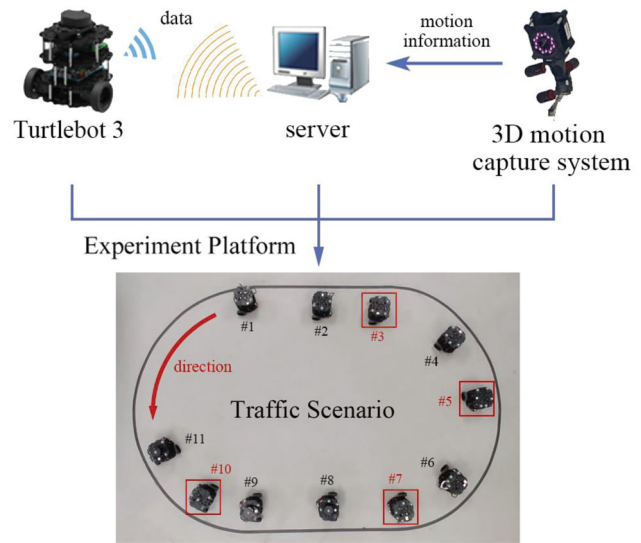 data
motion
information
Turtlebot 3
server
3D motion
capture system
Experiment Platform
#1
#2
#3
#4
direction
Traffic Scenario
#5
#11
#10
#9
#8
#7
#6